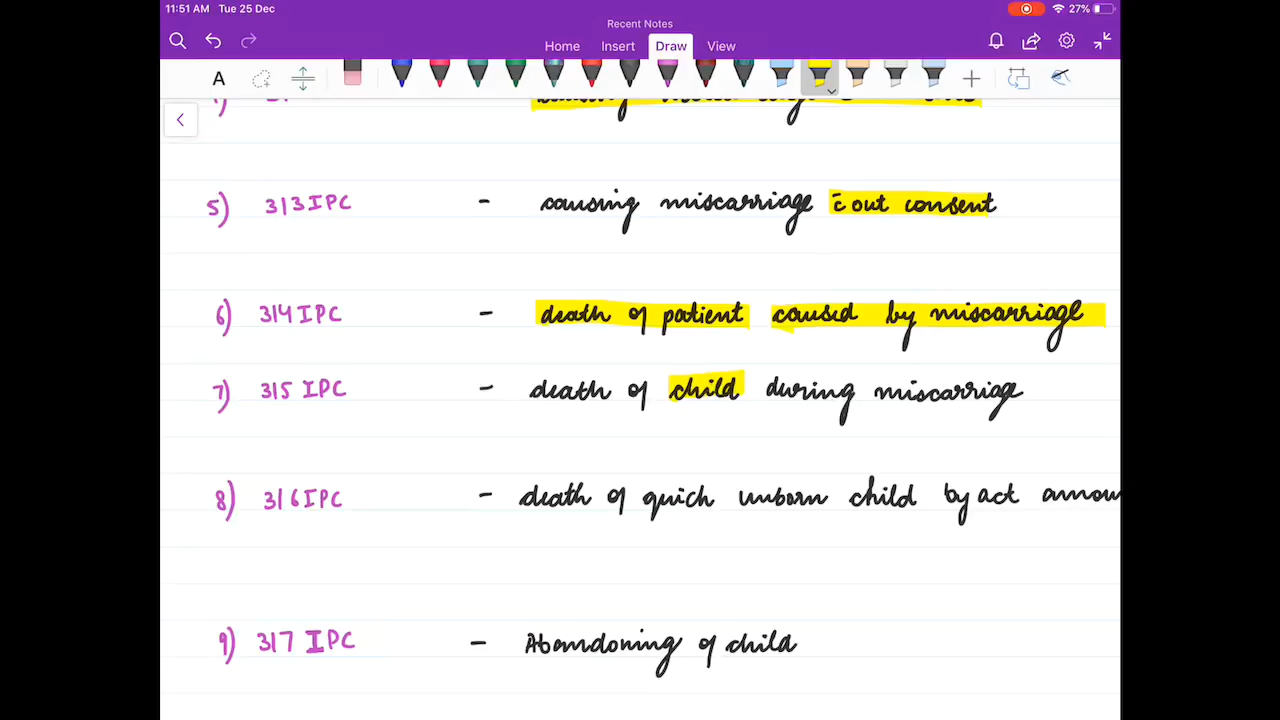 11:51 AM Tue 25 Dec
27%
Recent Notes
Home Insert Draw View
A
5) 313 IPC - causing miscarriage c̄ out consent
6) 314 IPC - death of patient caused by miscarriage
7) 315 IPC - death of child during miscarriage
8) 316 IPC - death of quich unborn child by act amou
9) 317 IPC - Abandoning of child